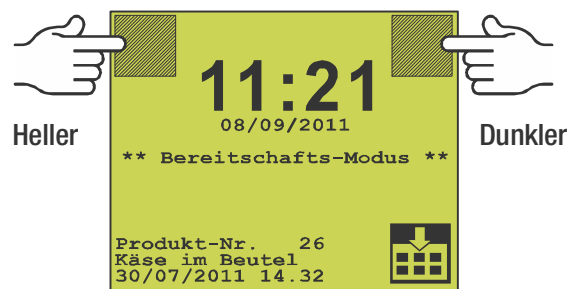 11:21
08/09/2011
Heller
Dunkler
** Bereitschafts-Modus **
Produkt-Nr. 26
Käse im Beutel
30/07/2011 14.32